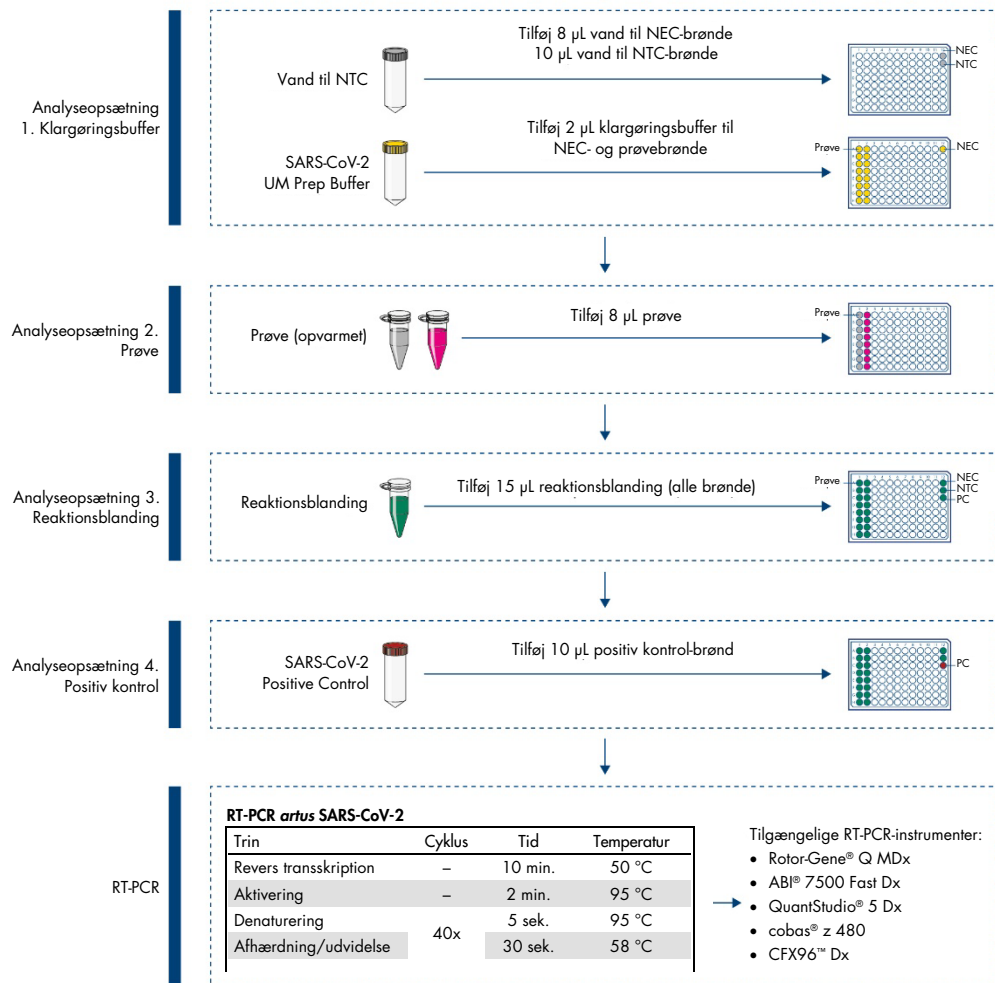 Analyseopsætning
1. Klargøringsbuffer
Vand til NTC
Tilføj 8 µL vand til NEC-brønde
10 µL vand til NTC-brønde
NEC
NTC
SARS-CoV-2
UM Prep Buffer
Tilføj 2 µL klargøringsbuffer til
NEC- og prøvebrønde
Prøve
NEC
Analyseopsætning 2.
Prøve
Prøve (opvarmet)
Tilføj 8 µL prøve
Prøve
Analyseopsætning 3.
Reaktionsblanding
Reaktionsblanding
Tilføj 15 µL reaktionsblanding (alle brønde)
Prøve
NEC
NTC
PC
Analyseopsætning 4.
Positiv kontrol
SARS-CoV-2
Positive Control
Tilføj 10 µL positiv kontrol-brønd
PC
RT-PCR
RT-PCR artus SARS-CoV-2
Trin Cyklus Tid Temperatur
Revers transskription – 10 min. 50 °C
Aktivering – 2 min. 95 °C
Denaturering 5 sek. 95 °C
40x
Afhærdning/udvidelse 30 sek. 58 °C
Tilgængelige RT-PCR-instrumenter:
• Rotor-Gene® Q MDx
• ABI® 7500 Fast Dx
• QuantStudio® 5 Dx
• cobas® z 480
• CFX96™ Dx